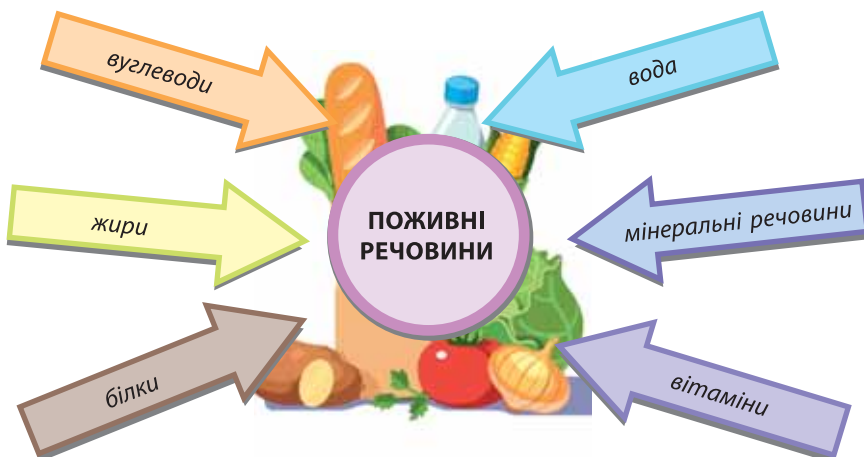 вуглеводи
вода
жири
ПОЖИВНІ
РЕЧОВИНИ
мінеральні речовини
білки
вітаміни